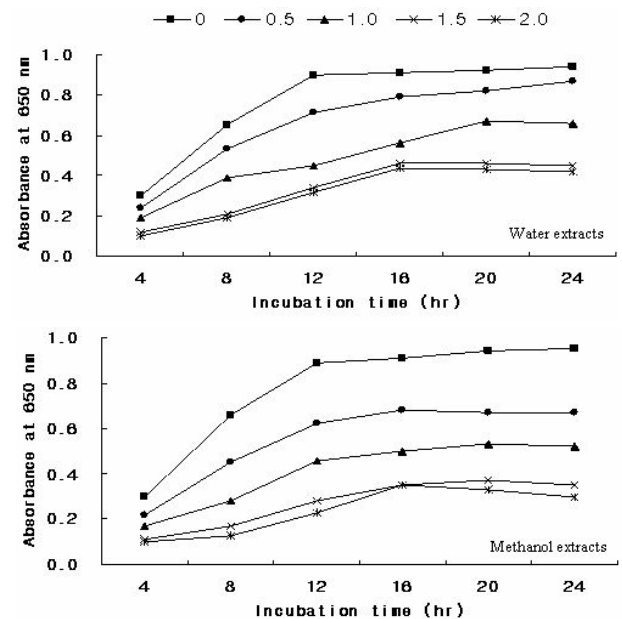 0 0.5 1.0 1.5 2.0
Absorbance at 650 nm
1.0
0.8
0.6
0.4
0.2
0.0
Water extracts
4 8 12 16 20 24
Incubation time (hr)
Absorbance at 650 nm
1.0
0.8
0.6
0.4
0.2
0.0
Methanol extracts
4 8 12 16 20 24
Incubation time (hr)